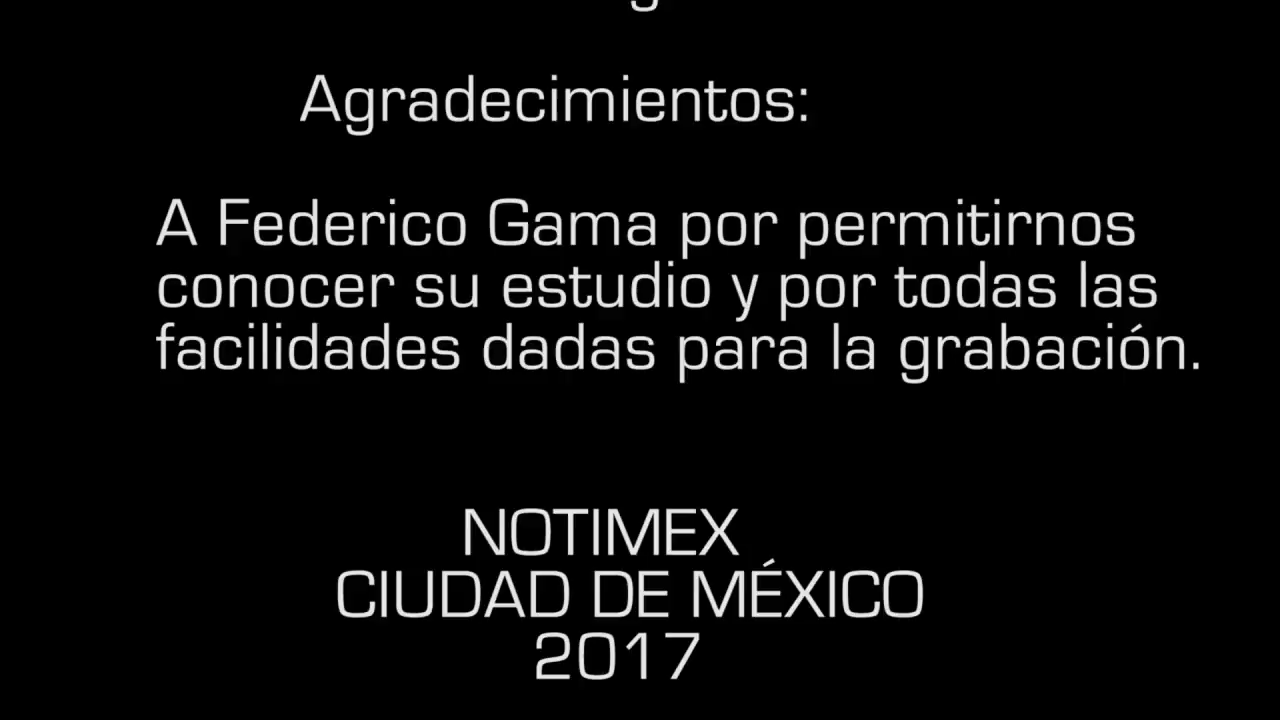 Agradecimientos:
A Federico Gama por permitirnos
conocer su estudio y por todas las
facilidades dadas para la grabación.
NOTIMEX
CIUDAD DE MÉXICO
2017